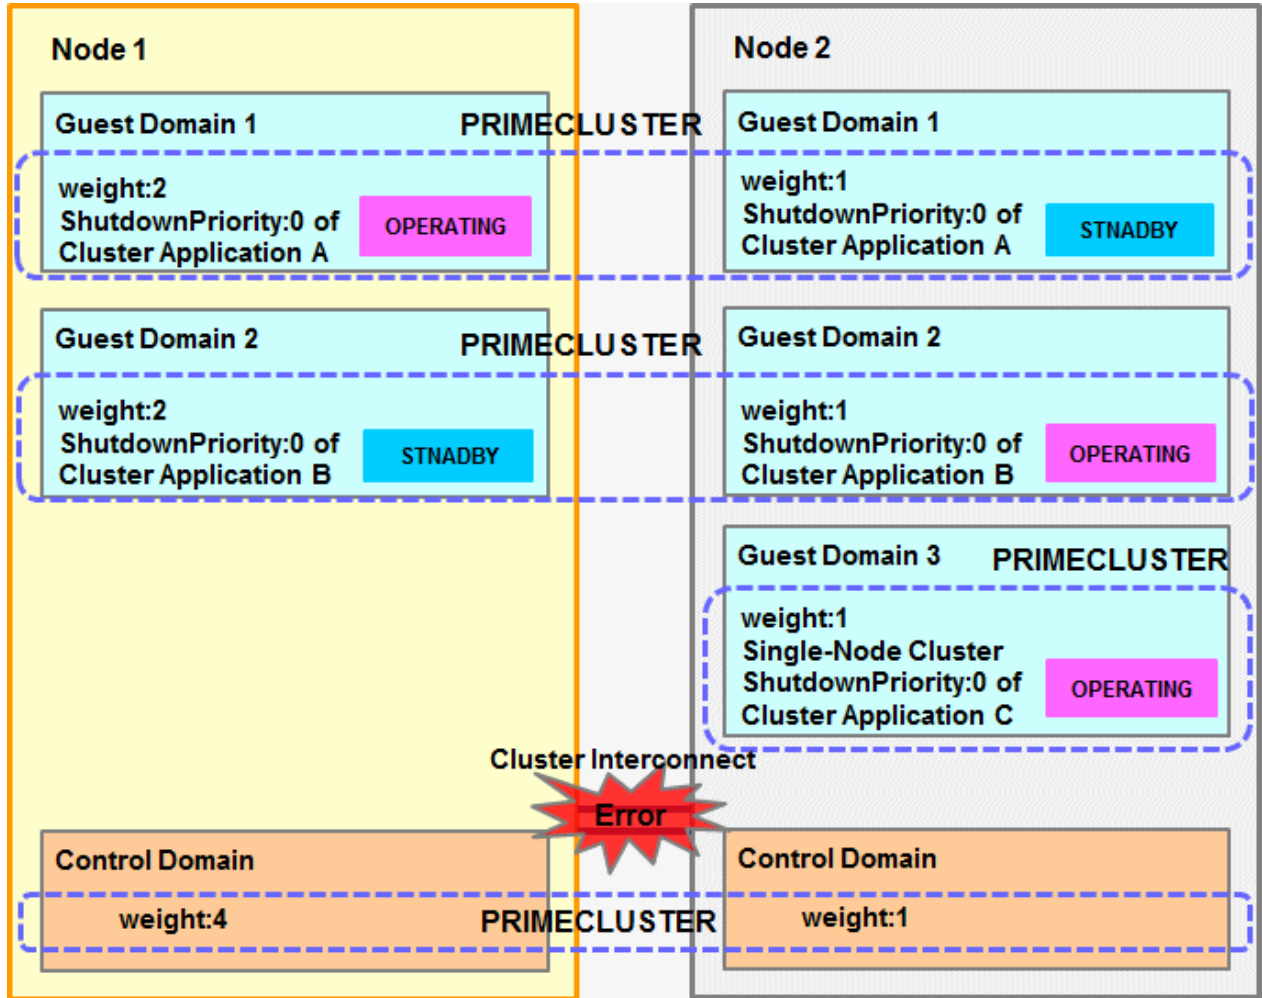 Node 1
Guest Domain 1
PRIMECLUSTER
weight:2
ShutdownPriority:0 of
Cluster Application A
OPERATING
Guest Domain 2
PRIMECLUSTER
weight:2
ShutdownPriority:0 of
Cluster Application B
STNADBY
Cluster Interconnect
Error
Control Domain
weight:4
PRIMECLUSTER
Node 2
Guest Domain 1
weight:1
ShutdownPriority:0 of
Cluster Application A
STNADBY
Guest Domain 2
weight:1
ShutdownPriority:0 of
Cluster Application B
OPERATING
Guest Domain 3
PRIMECLUSTER
weight:1
Single-Node Cluster
ShutdownPriority:0 of
Cluster Application C
OPERATING
Control Domain
weight:1